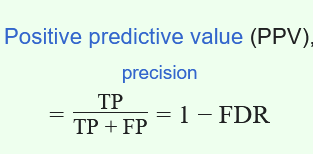 Positive predictive value (PPV),
precision
= TP / TP + FP = 1 − FDR